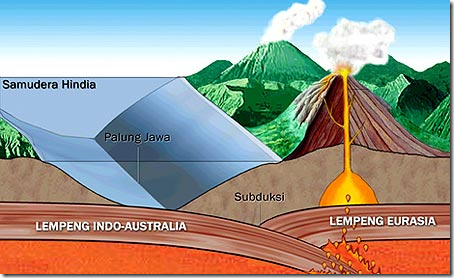 Samudera Hindia
Palung Jawa
Subduksi
LEMPENG INDO-AUSTRALIA
LEMPENG EURASIA